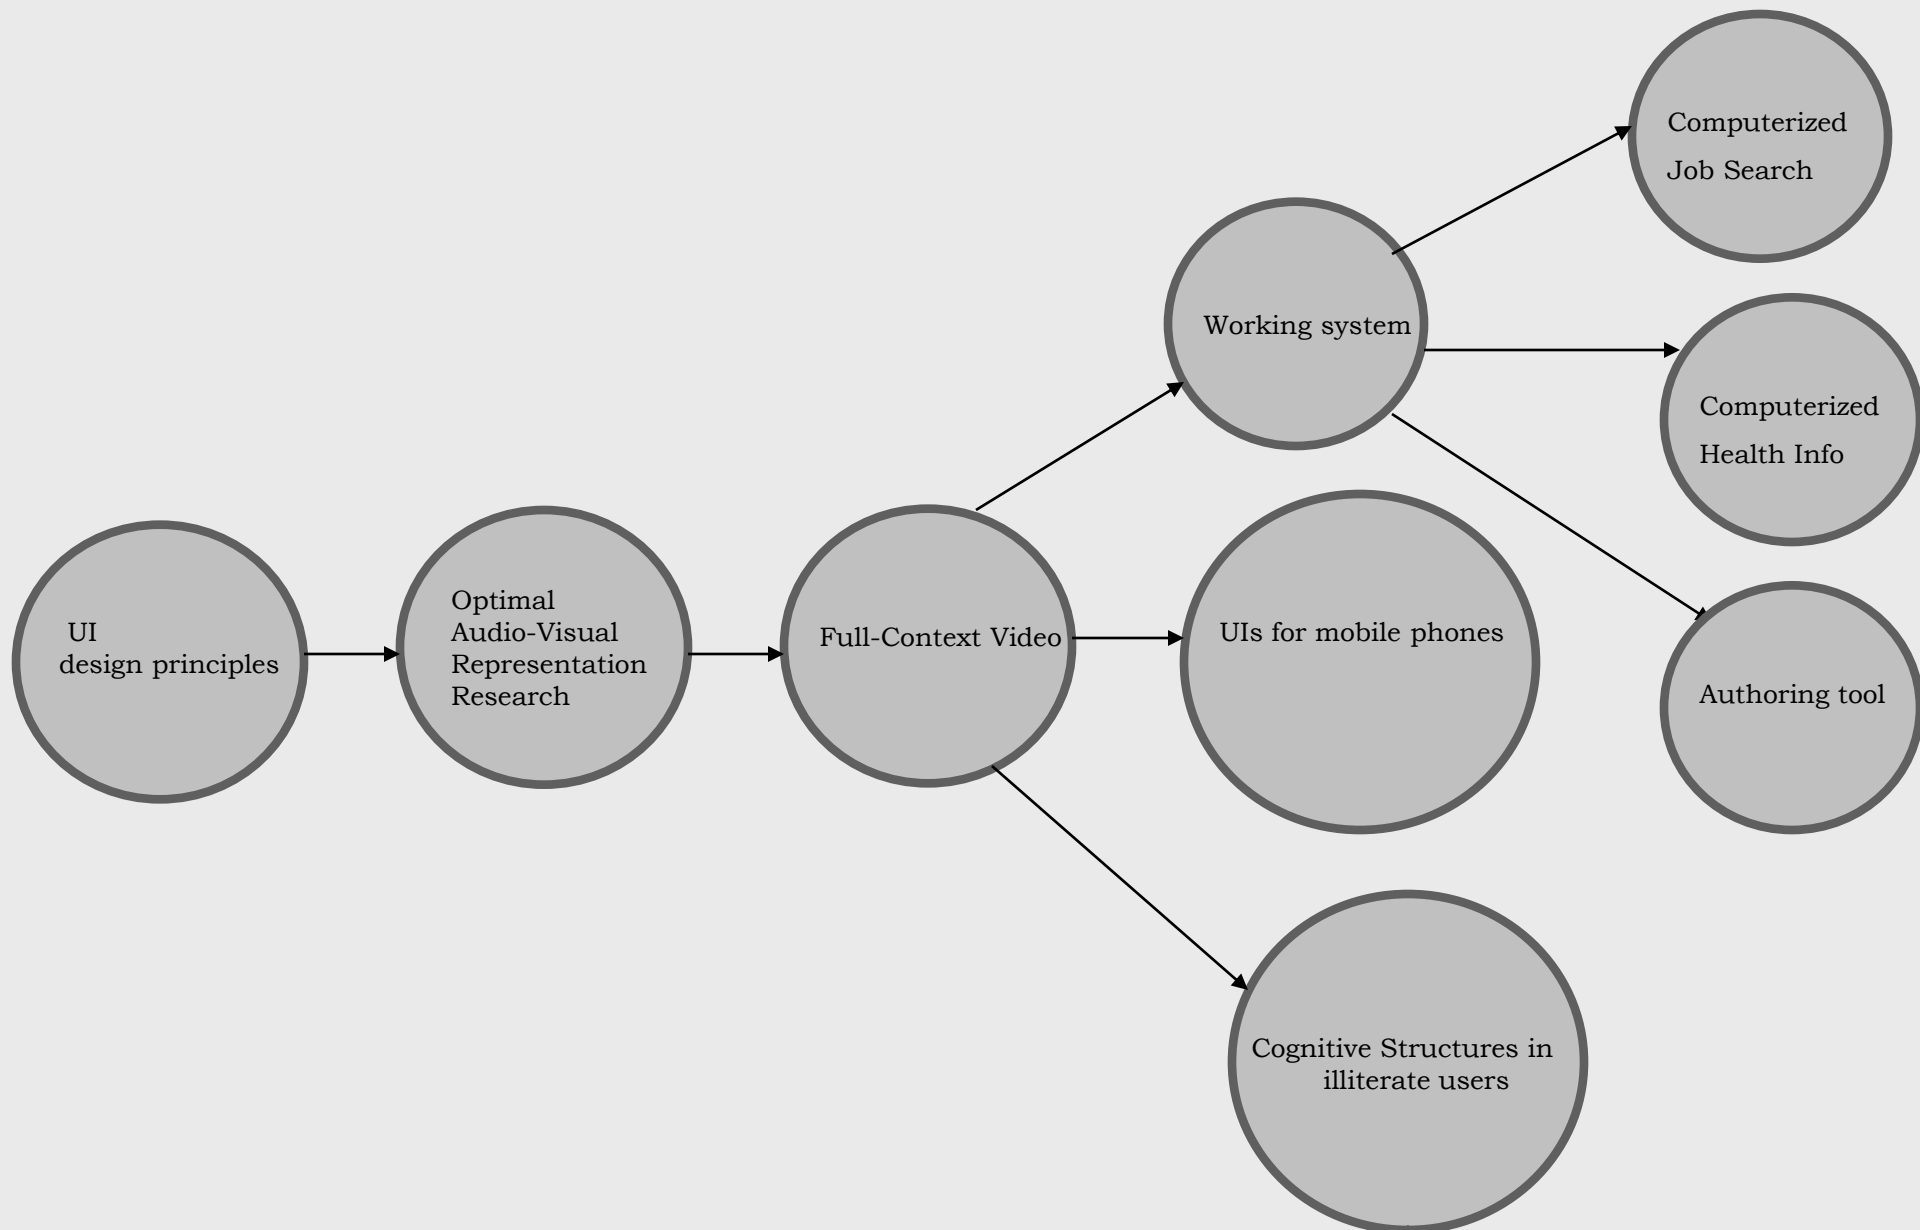 UI
design principles
Optimal
Audio-Visual
Representation
Research
Full-Context Video
Working system
UIs for mobile phones
Cognitive Structures in
illiterate users
Computerized
Job Search
Computerized
Health Info
Authoring tool